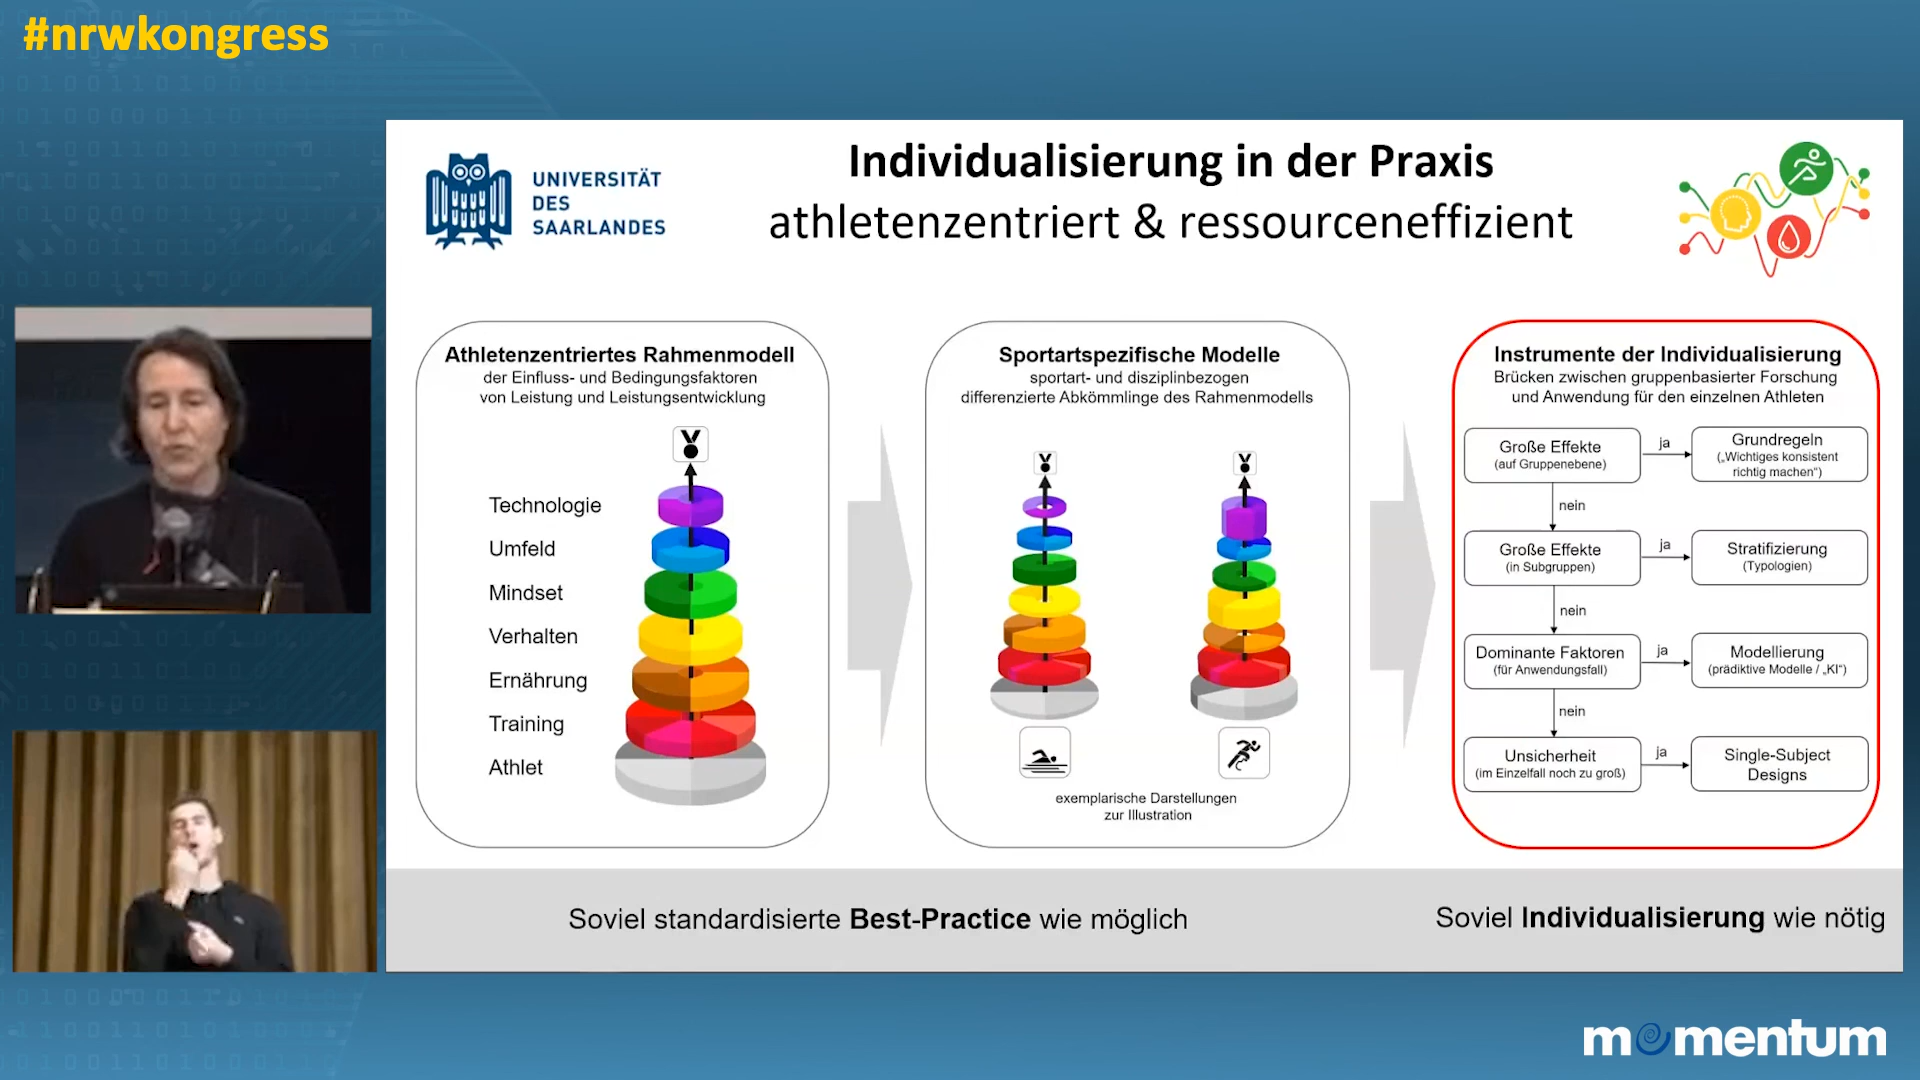 #nrwkongress
UNIVERSITÄT
DES
SAARLANDES
Individualisierung in der Praxis
athletenzentriert & ressourceneffizient
Athletenzentriertes Rahmenmodell
der Einfluss- und Bedingungsfaktoren
von Leistung und Leistungsentwicklung
Technologie
Umfeld
Mindset
Verhalten
Ernährung
Training
Athlet
Sportartspezifische Modelle
sportart- und disziplinbezogen
differenzierte Abkömmlinge des Rahmenmodells
exemplarische Darstellungen
zur Illustration
Instrumente der Individualisierung
Brücken zwischen gruppenbasierter Forschung
und Anwendung für den einzelnen Athleten
Große Effekte
(auf Gruppenebene)
ja
Grundregeln
(„Wichtiges konsistent
richtig machen“)
nein
Große Effekte
(in Subgruppen)
ja
Stratifizierung
(Typologien)
nein
Dominante Faktoren
(für Anwendungsfall)
ja
Modellierung
(prädiktive Modelle / „KI“)
nein
Unsicherheit
(im Einzelfall noch zu groß)
ja
Single-Subject
Designs
Soviel standardisierte Best-Practice wie möglich
Soviel Individualisierung wie nötig
momentum